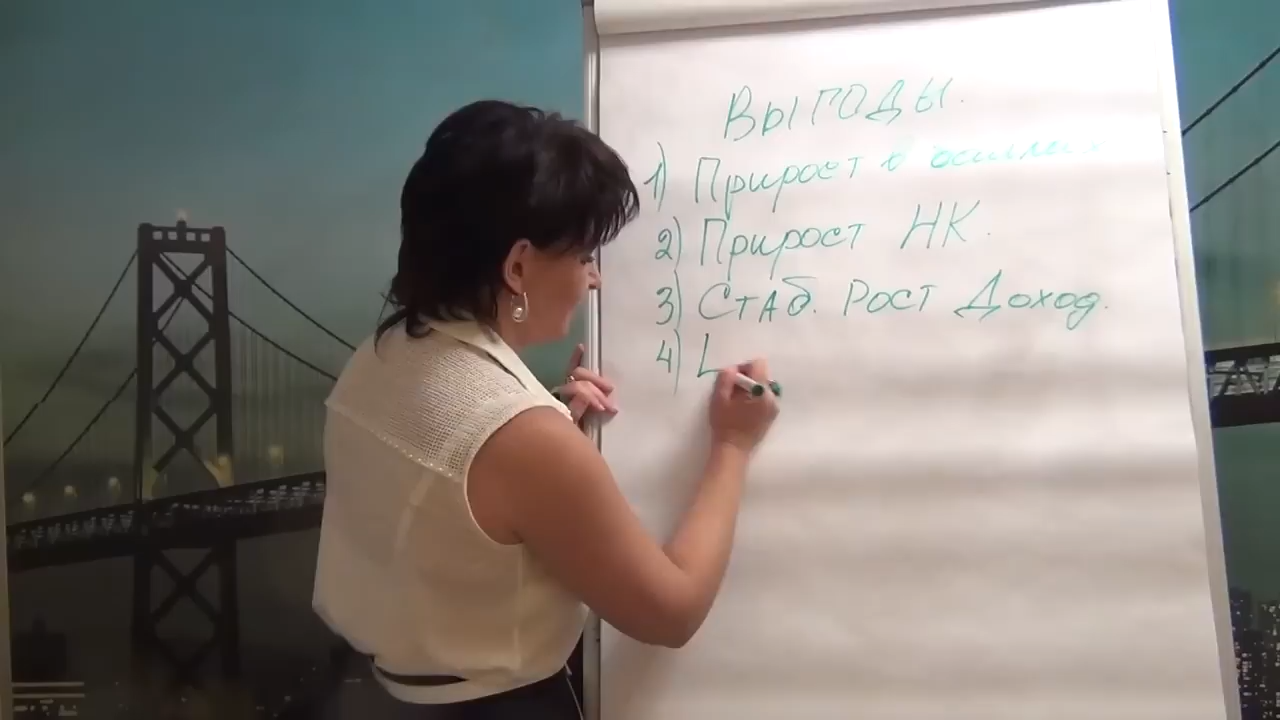 Выгоды.
1) Прирост
2) Прирост НК.
3) Стаб. Рост Доход.
4)